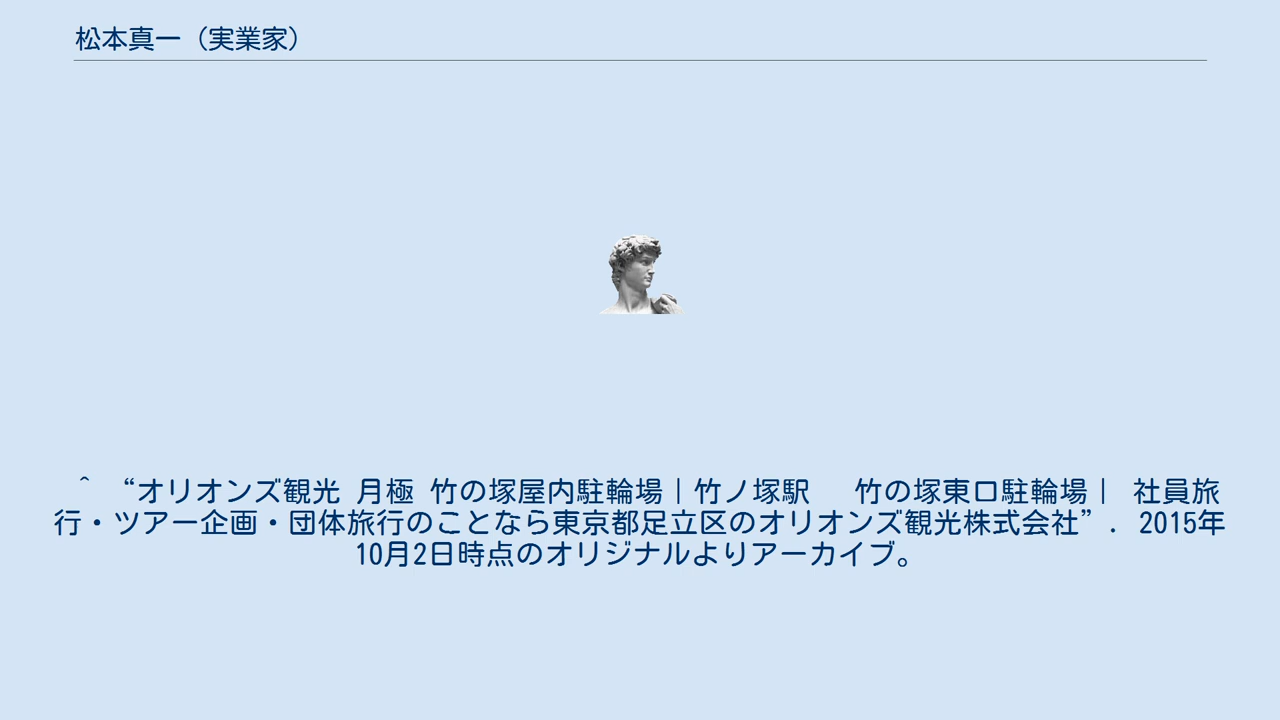 松本真一（実業家）
^ “オリオンズ観光 月極 竹の塚屋内駐輪場｜竹ノ塚駅　 竹の塚東口駐輪場｜ 社員旅
行・ツアー企画・団体旅行のことなら東京都足立区のオリオンズ観光株式会社”. 2015年
10月2日時点のオリジナルよりアーカイブ。